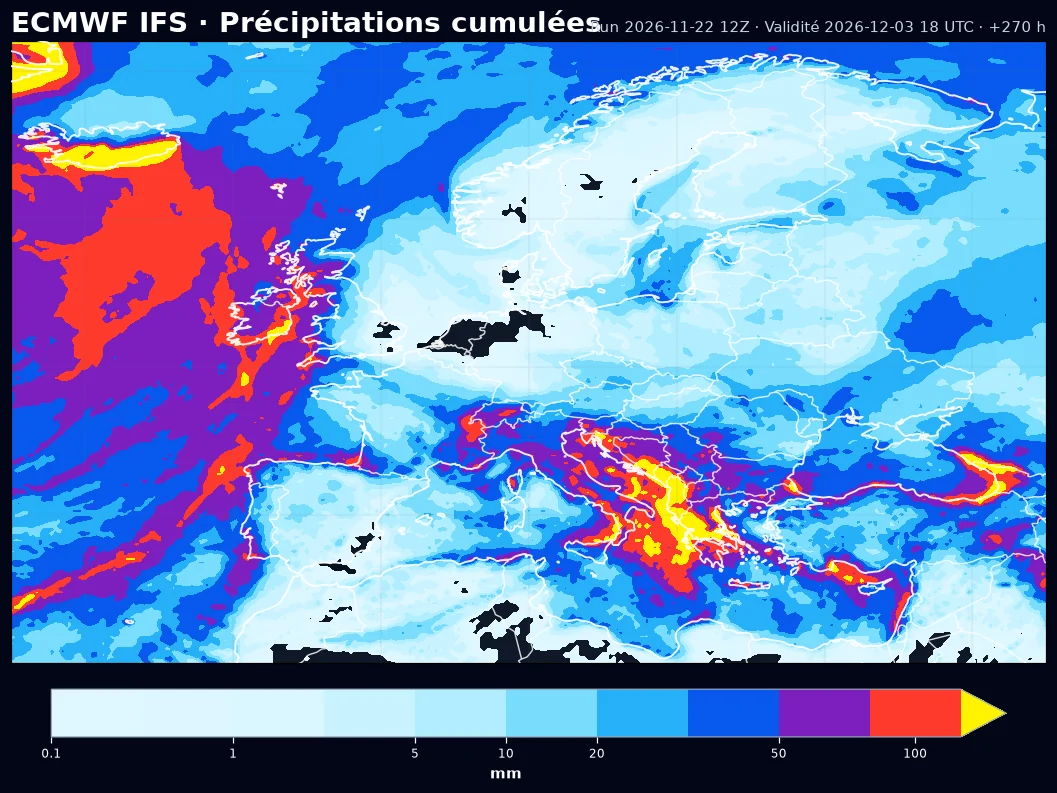 ECMWF IFS · Précipitations cumulées
Run 2026-11-22 12Z · Validité 2026-12-03 18 UTC · +270 h
0.1 1 5 10 20 50 100
mm